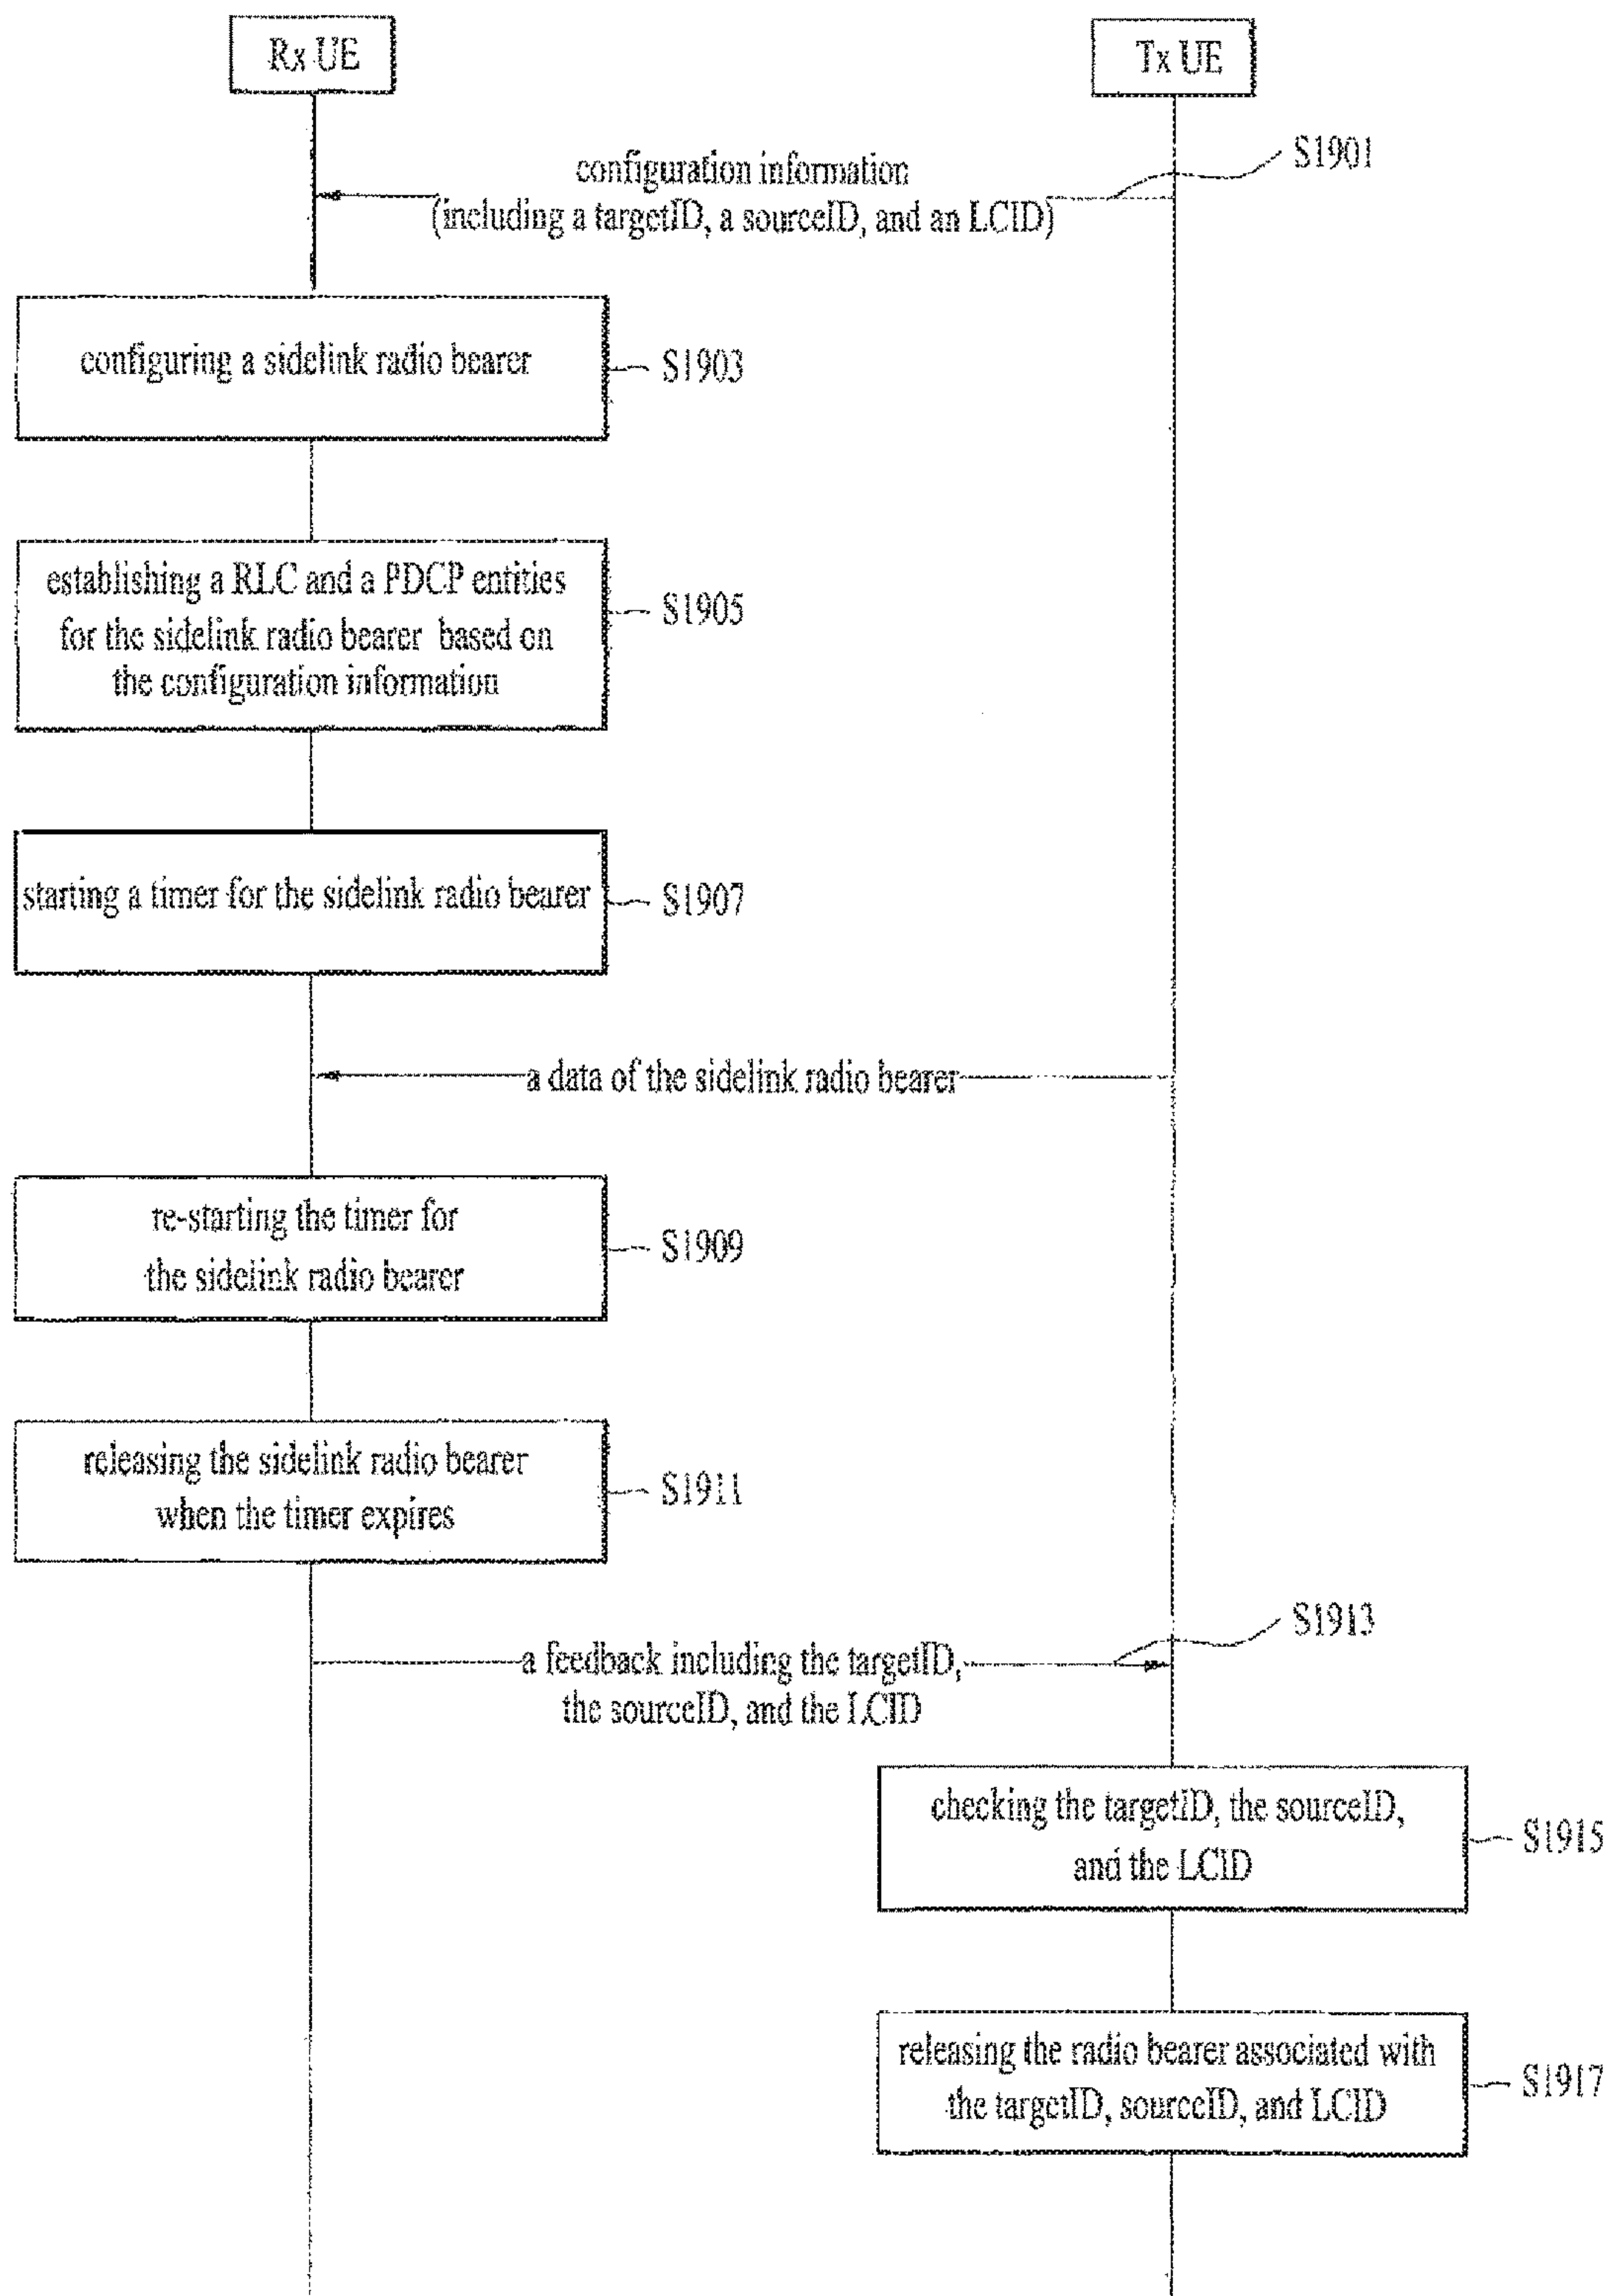 Rx UE
Tx UE
S1901
configuration information
(including a targetID, a sourceID, and an LCID)
configuring a sidelink radio bearer
S1903
establishing a RLC and a PDCP entities
for the sidelink radio bearer based on
the configuration information
S1905
starting a timer for the sidelink radio bearer
S1907
a data of the sidelink radio bearer
re-starting the timer for
the sidelink radio bearer
S1909
releasing the sidelink radio bearer
when the timer expires
S1911
S1913
a feedback including the targetID,
the sourceID, and the LCID
checking the targetID, the sourceID,
and the LCID
S1915
releasing the radio bearer associated with
the targetID, sourceID, and LCID
S1917